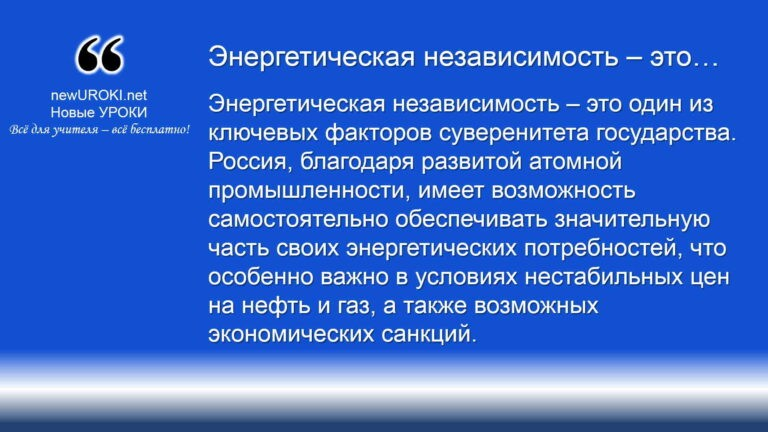 ❝
newUROKI.net
Новые УРОКИ
Всё для учителя – всё бесплатно!
Энергетическая независимость – это…
Энергетическая независимость – это один из
ключевых факторов суверенитета государства.
Россия, благодаря развитой атомной
промышленности, имеет возможность
самостоятельно обеспечивать значительную
часть своих энергетических потребностей, что
особенно важно в условиях нестабильных цен
на нефть и газ, а также возможных
экономических санкций.